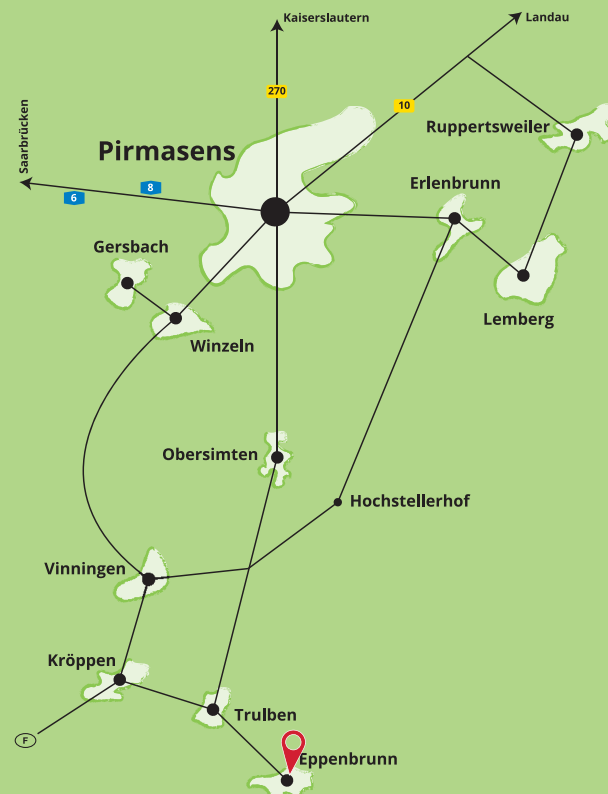 Kaiserslautern
Landau
270
10
Saarbrücken
Ruppertsweiler
Pirmasens
8
6
Erlenbrunn
Gersbach
Lemberg
Winzeln
Obersimten
Hochstellerhof
Vinningen
Kröppen
Trulben
F
Eppenbrunn